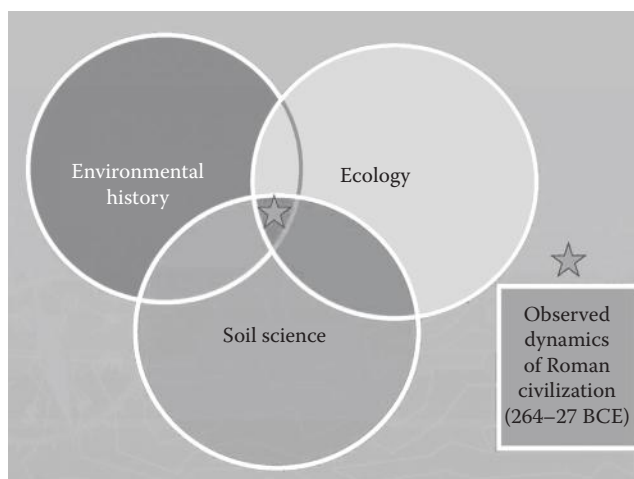 Environmental
history
Ecology
Soil science
Observed
dynamics
of Roman
civilization
(264–27 BCE)